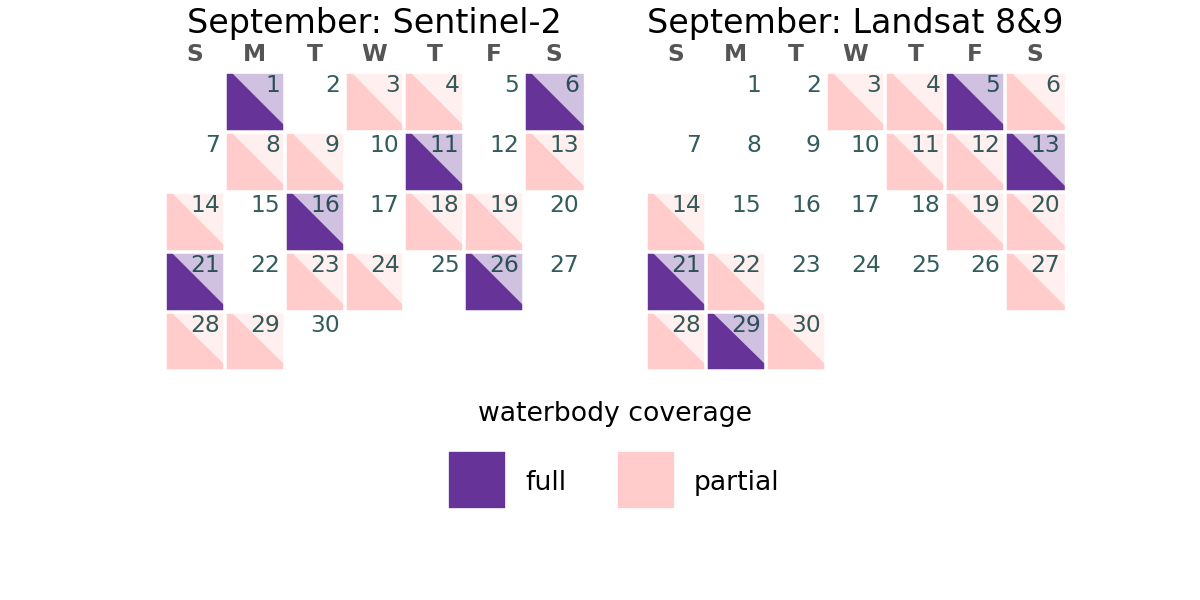 September: Sentinel-2
S M T W T F S
1 2 3 4 5 6
7 8 9 10 11 12 13
14 15 16 17 18 19 20
21 22 23 24 25 26 27
28 29 30
September: Landsat 8&9
S M T W T F S
1 2 3 4 5 6
7 8 9 10 11 12 13
14 15 16 17 18 19 20
21 22 23 24 25 26 27
28 29 30
waterbody coverage
full partial